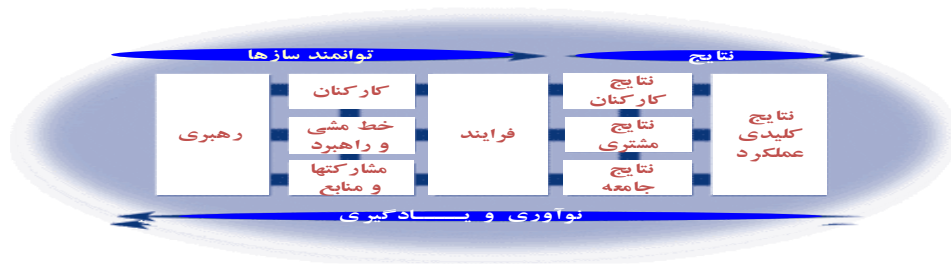 توانمند سازها
نتایج
رهبری
کارکنان
خط مشی
و راهبرد
مشارکتها
و منابع
فرایند
نتایج
کارکنان
نتایج
مشتری
نتایج
جامعه
نتایج
کلیدی
عملکرد
نوآوری و یـــــادگیری